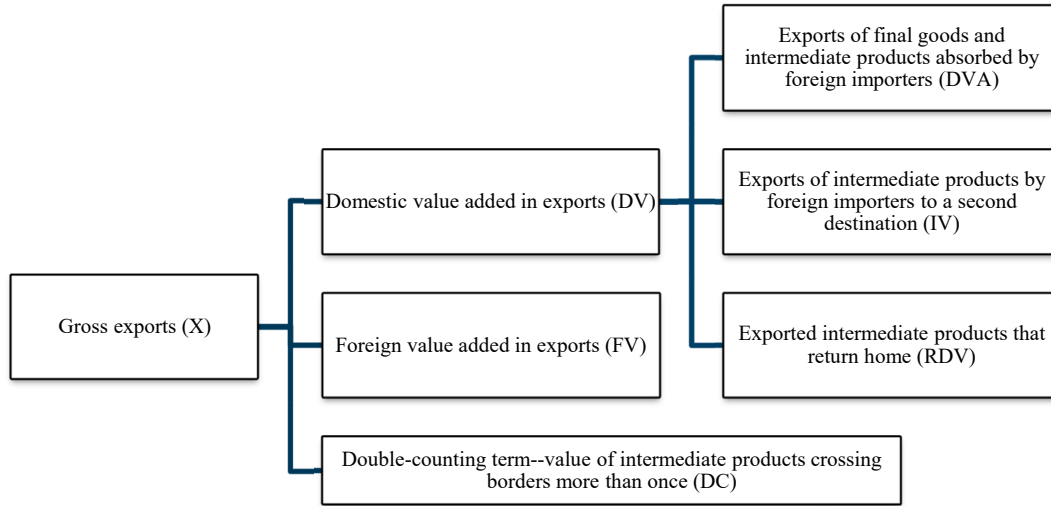 Exports of final goods and
intermediate products absorbed by
foreign importers (DVA)
Domestic value added in exports (DV)
Exports of intermediate products by
foreign importers to a second
destination (IV)
Gross exports (X)
Foreign value added in exports (FV)
Exported intermediate products that
return home (RDV)
Double-counting term--value of intermediate products crossing
borders more than once (DC)